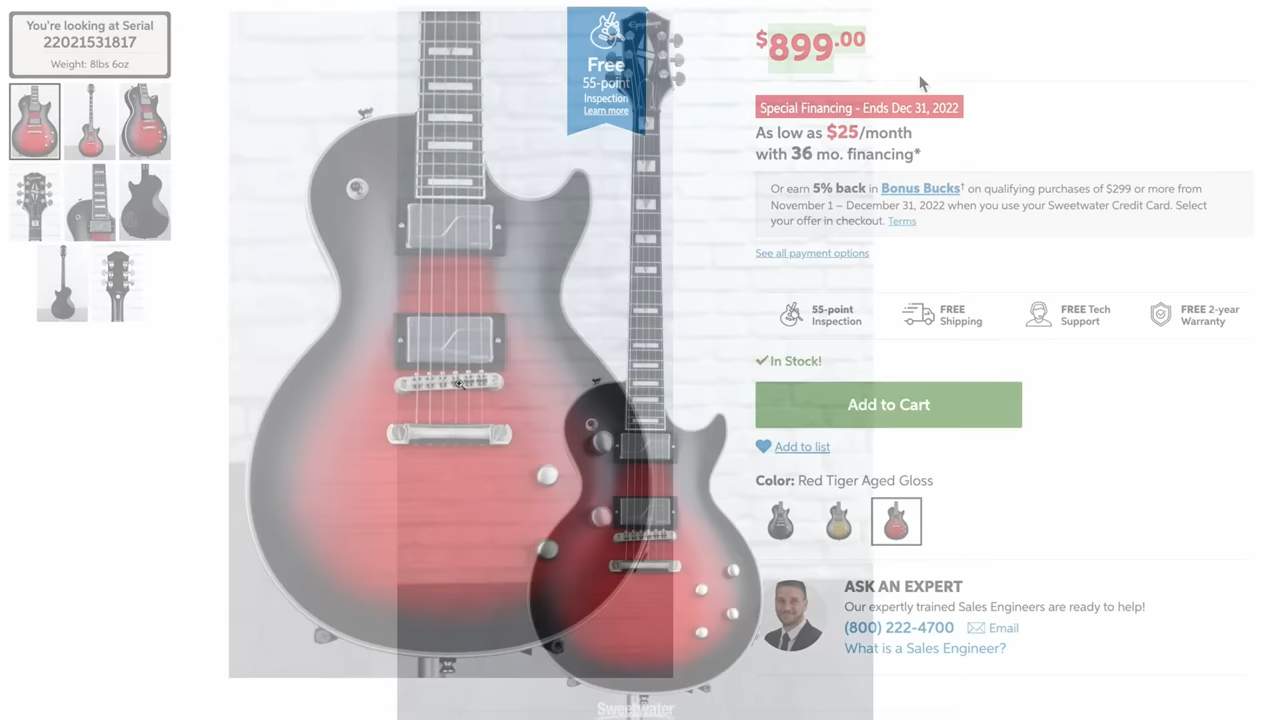 You're looking at Serial
22021531817
Weight: 8lbs 6oz
Free
55-point
Inspection
Learn more
Epiphone
$899.00
Special Financing - Ends Dec 31, 2022
As low as $25/month
with 36 mo. financing*
Or earn 5% back in Bonus Bucks† on qualifying purchases of $299 or more from
November 1 – December 31, 2022 when you use your Sweetwater Credit Card. Select
your offer in checkout. Terms
See all payment options
55-point
Inspection
FREE
Shipping
FREE Tech
Support
FREE 2-year
Warranty
In Stock!
Add to Cart
Add to list
Color: Red Tiger Aged Gloss
ASK AN EXPERT
Our expertly trained Sales Engineers are ready to help!
(800) 222-4700 Email
What is a Sales Engineer?
Sweetwater